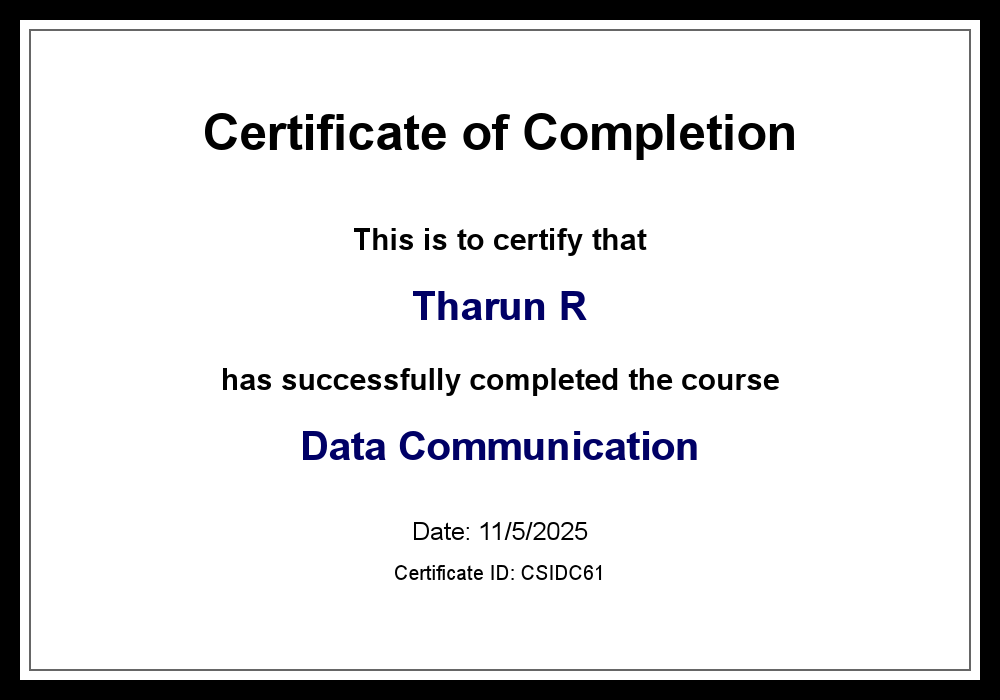 Certificate of Completion
This is to certify that
Tharun R
has successfully completed the course
Data Communication
Date: 11/5/2025
Certificate ID: CSIDC61